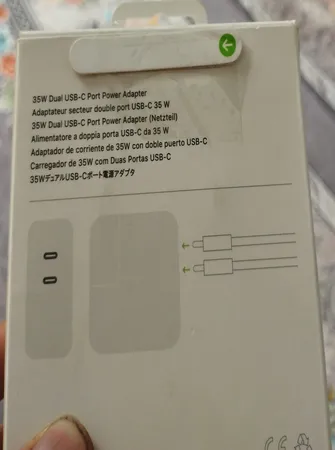 35W Dual USB-C Port Power Adapter
Adaptateur secteur double port USB-C 35 W
35W Dual USB-C Port Power Adapter (Netzteil)
Alimentatore a doppia porta USB-C da 35 W
Adaptador de corriente de 35W con doble puerto USB-C
Carregador de 35W com Duas Portas USB-C
35WデュアルUSB-Cポート電源アダプタ